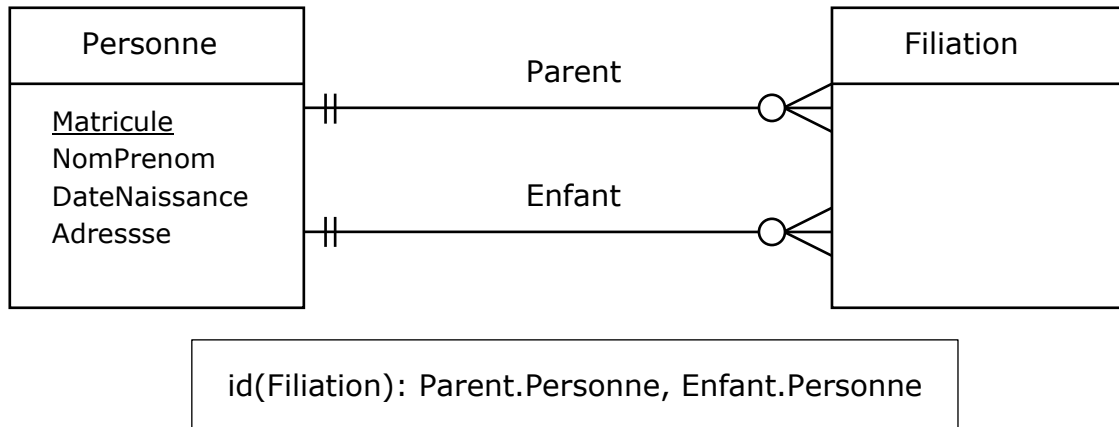 Personne
Filiation
Parent
Matricule
NomPrenom
DateNaissance
Enfant
Adressse
id(Filiation): Parent.Personne, Enfant.Personne